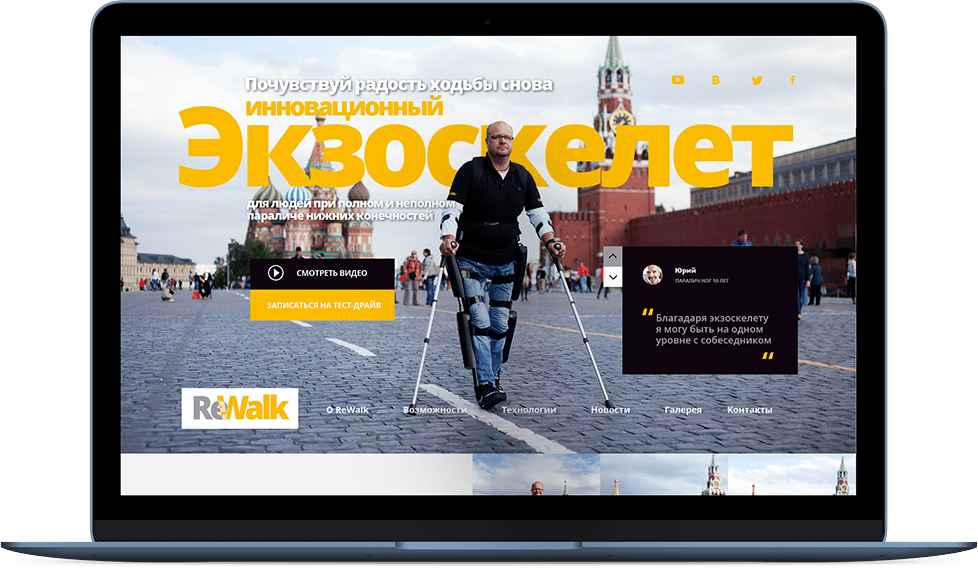 Почувствуй радость ходьбы снова
инновационный
Экзоскелет
для людей при полном и неполном
параличе нижних конечностей
СМОТРЕТЬ ВИДЕО
ЗАПИСАТЬСЯ НА ТЕСТ-ДРАЙВ
Юрий
ПАРАЛИЧ НОГ 10 ЛЕТ
“Благодаря экзоскелету
я могу быть на одном
уровне с собеседником“
ReWalk
О ReWalk Возможности Технологии Новости Галерея Контакты